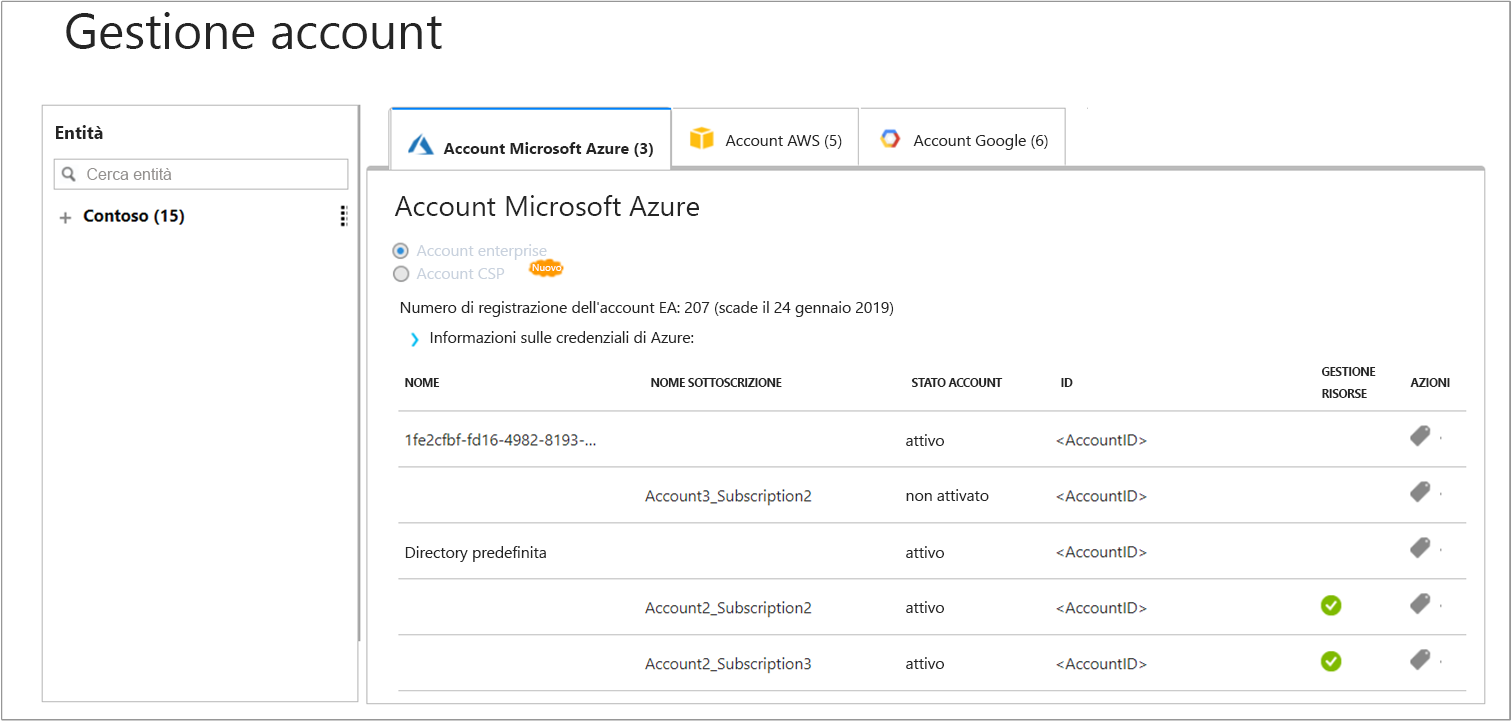 Gestione account
Entità
Cerca entità
Contoso (15)
Account Microsoft Azure (3)
Account AWS (5)
Account Google (6)
Account Microsoft Azure
Account enterprise
Account CSP
Nuovo
Numero di registrazione dell'account EA: 207 (scade il 24 gennaio 2019)
Informazioni sulle credenziali di Azure:
NOME NOME SOTTOSCRIZIONE STATO ACCOUNT ID GESTIONE RISORSE AZIONI
1fe2cfbf-fd16-4982-8193-... attivo <AccountID>
Account3_Subscription2 non attivato <AccountID>
Directory predefinita attivo <AccountID>
Account2_Subscription2 attivo <AccountID>
Account2_Subscription3 attivo <AccountID>